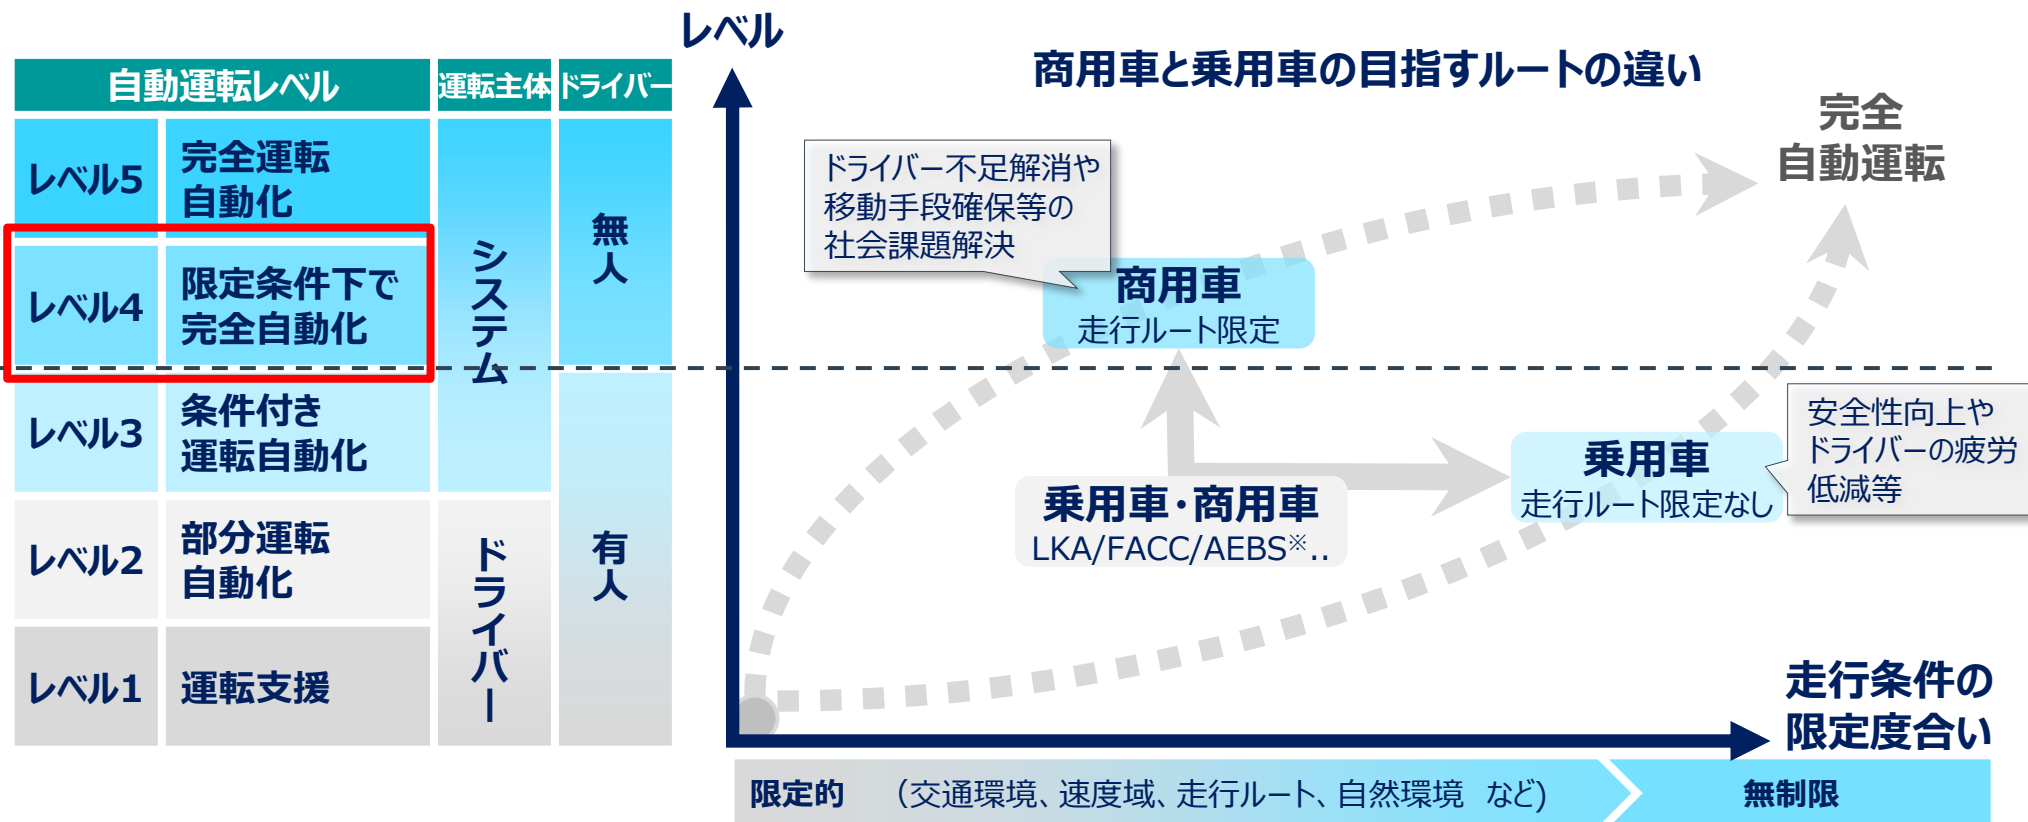 自動運転レベル
運転主体
ドライバー
レベル5
完全運転
自動化
レベル4
限定条件下で
完全自動化
レベル3
条件付き
運転自動化
レベル2
部分運転
自動化
レベル1
運転支援
システム
ドライバー
無人
有人
レベル
商用車と乗用車の目指すルートの違い
完全
自動運転
ドライバー不足解消や
移動手段確保等の
社会課題解決
商用車
走行ルート限定
乗用車・商用車
LKA/FACC/AEBS※..
乗用車
走行ルート限定なし
安全性向上や
ドライバーの疲労
低減等
走行条件の
限定度合い
限定的 (交通環境、速度域、走行ルート、自然環境 など)
無制限